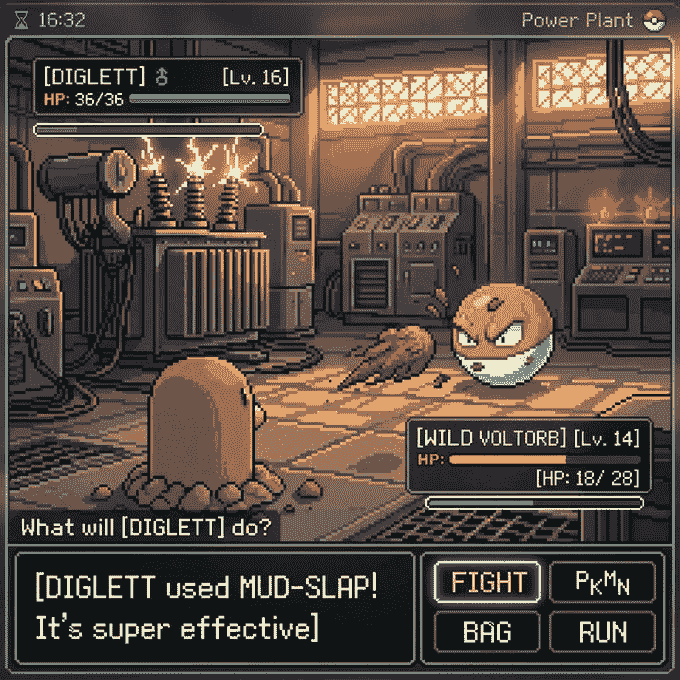 16:32
Power Plant
[DIGLETT] ♂ [Lv. 16]
HP: 36/36
[WILD VOLTORB] [Lv. 14]
HP:
[HP: 18/ 28]
What will [DIGLETT] do?
[DIGLETT used MUD-SLAP!
It's super effective]
FIGHT
PKMN
BAG
RUN